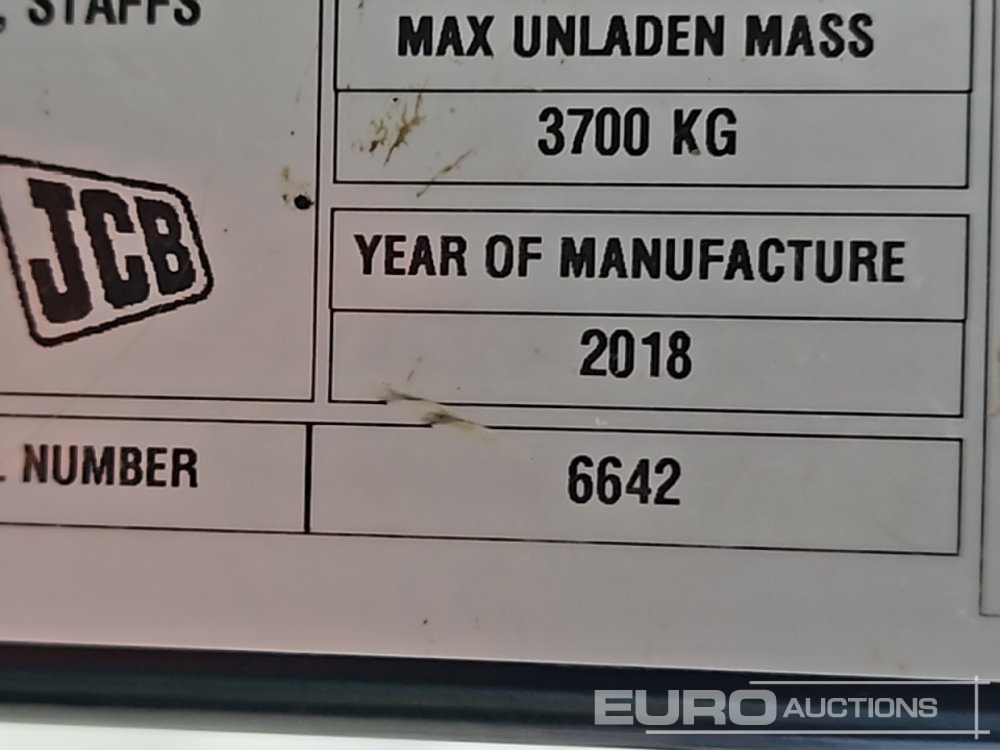 , STAFFS
MAX UNLADEN MASS
3700 KG
JCB
YEAR OF MANUFACTURE
2018
NUMBER
6642
EURO AUCTIONS